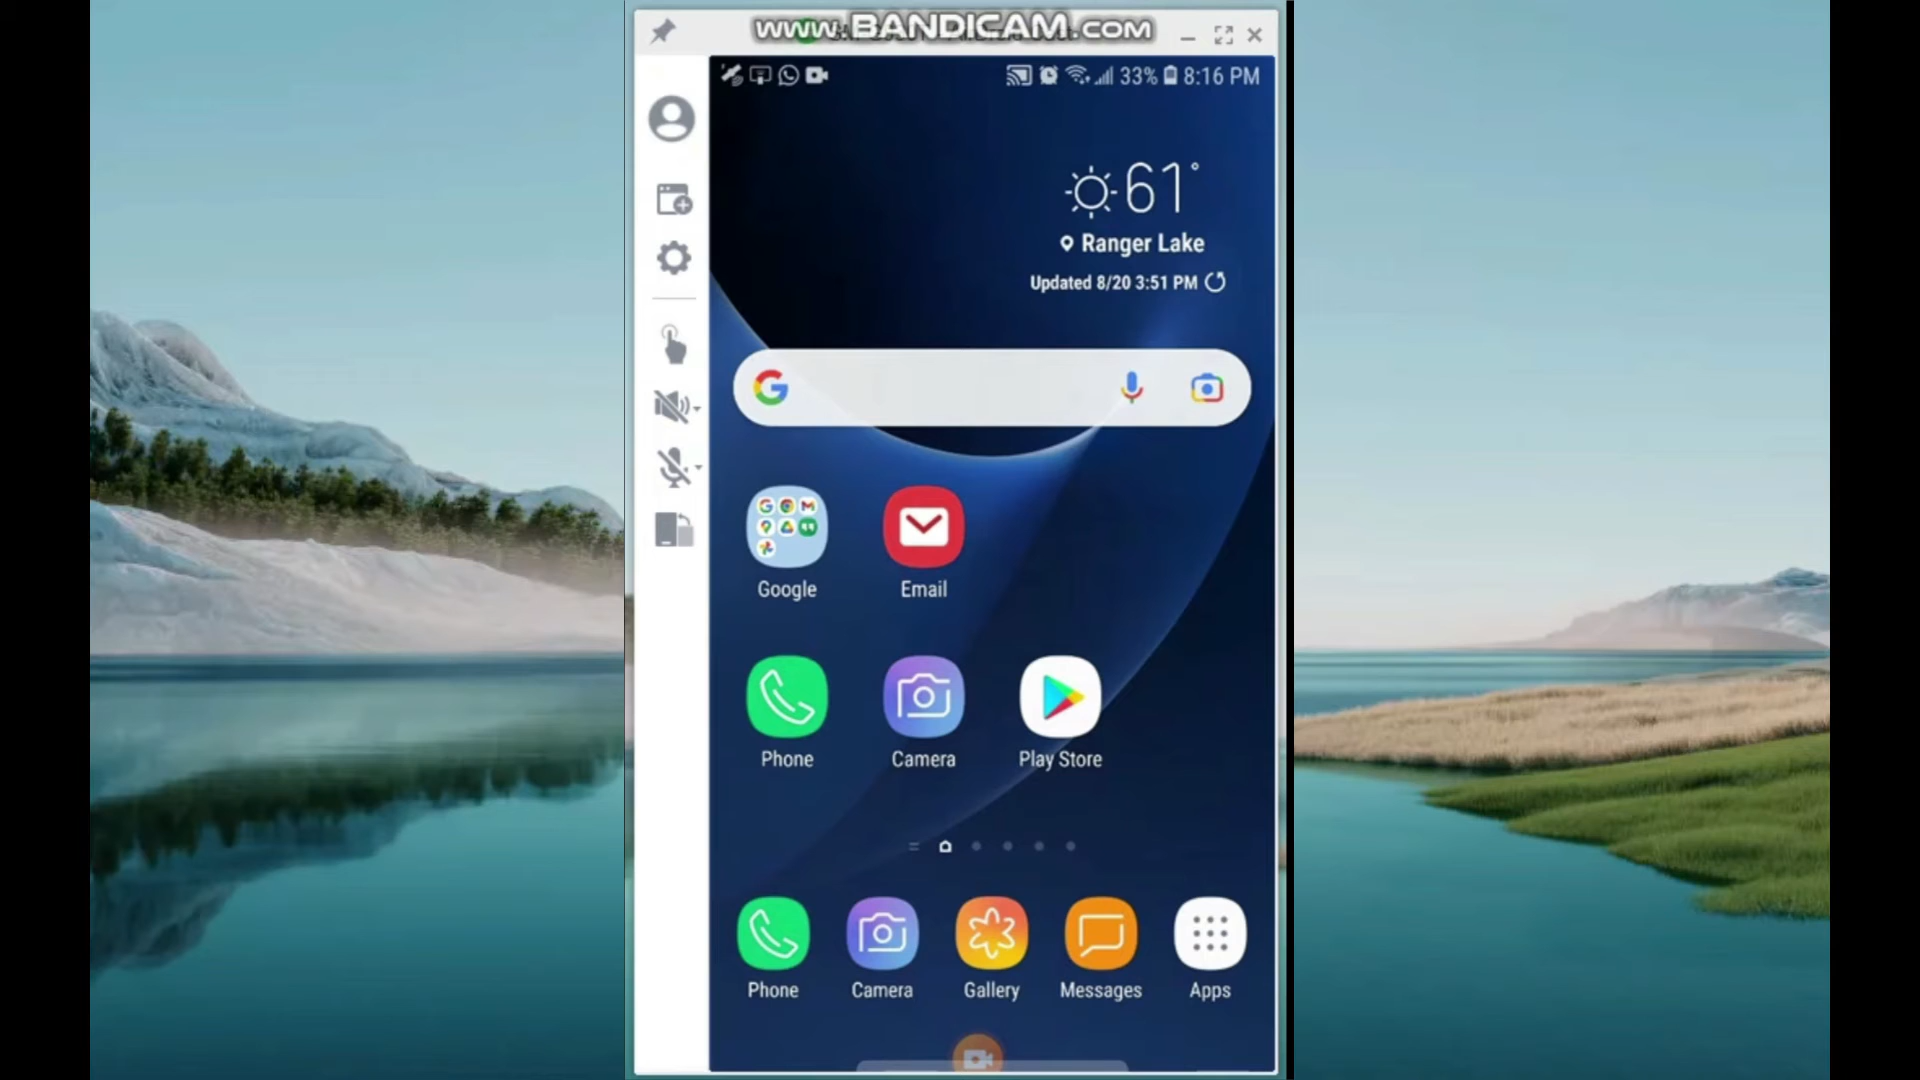 www.BANDICAM.com
33% 8:16 PM
61°
Ranger Lake
Updated 8/20 3:51 PM
Google
Email
Phone
Camera
Play Store
Phone
Camera
Gallery
Messages
Apps